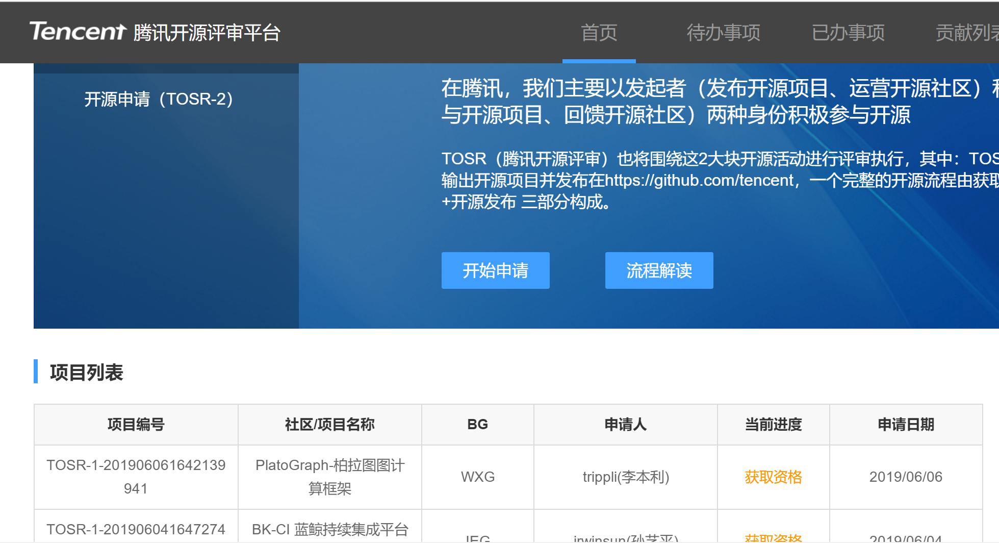 Tencent 腾讯开源评审平台
首页 待办事项 已办事项 贡献列表
开源申请（TOSR-2）
在腾讯，我们主要以发起者（发布开源项目、运营开源社区）
与开源项目、回馈开源社区）两种身份积极参与开源
TOSR（腾讯开源评审）也将围绕这2大块开源活动进行评审执行，其中：TOS
输出开源项目并发布在https://github.com/tencent，一个完整的开源流程由获取
+开源发布 三部分构成。
开始申请 流程解读
项目列表
项目编号 社区/项目名称 BG 申请人 当前进度 申请日期
TOSR-1-201906061642139
941
PlatoGraph-柏拉图图计
算框架
WXG trippli(李本利) 获取资格 2019/06/06
TOSR-1-201906041647274
BK-CI 蓝鲸持续集成平台
IEG irwinsun(孙艺平) 获取资格 2019/06/04